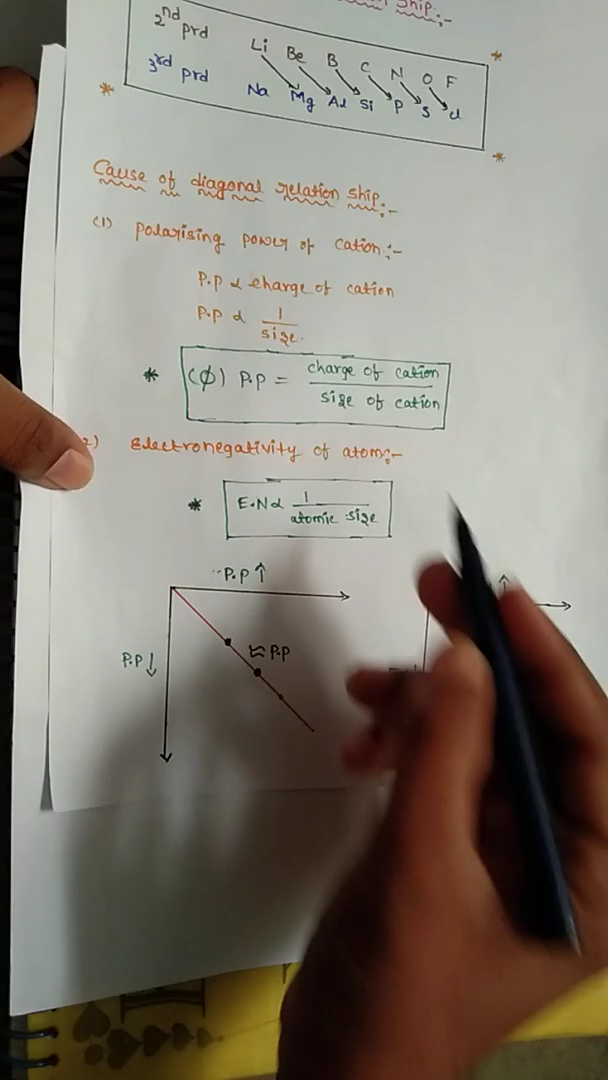 ship:-
2nd prd Li Be B C N O F
3rd prd Na Mg Al Si P S Cl
Cause of diagonal relation ship:-
(1) Polarising power of cation:-
P.P ∝ charge of cation
P.P ∝ 1/size.
* (ϕ) P.P = charge of cation / size of cation
2) Electronegativity of atom:-
* E.N ∝ 1/atomic size
P.P ↑
≈ P.P
P.P ↓